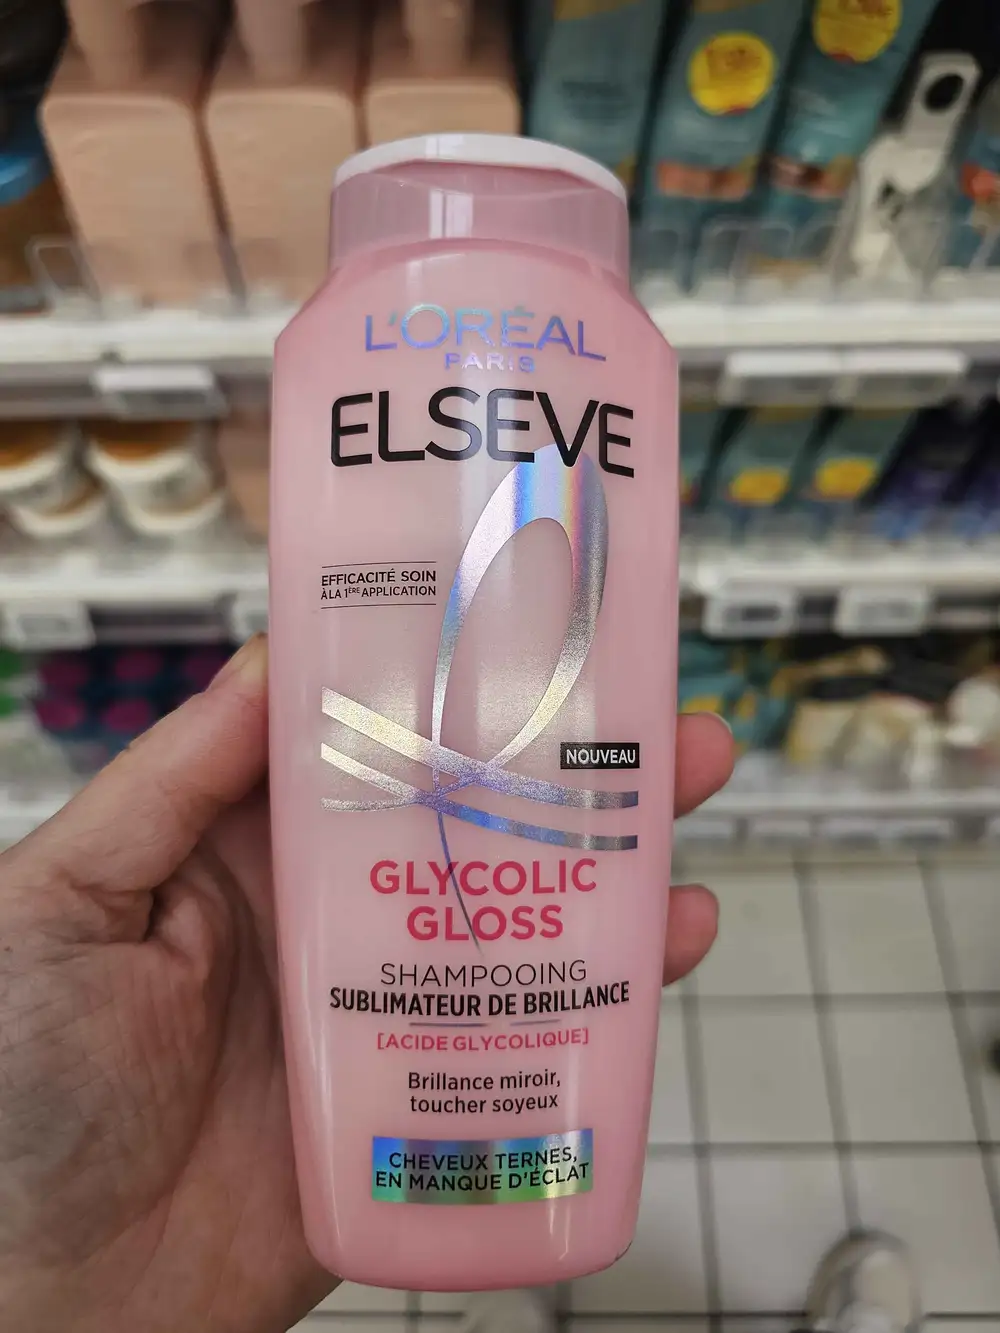 L'ORÉAL
PARIS
ELSEVE
EFFICACITÉ SOIN
À LA 1ÈRE APPLICATION
NOUVEAU
GLYCOLIC
GLOSS
SHAMPOOING
SUBLIMATEUR DE BRILLANCE
[ACIDE GLYCOLIQUE]
Brillance miroir,
toucher soyeux
CHEVEUX TERNES,
EN MANQUE D'ÉCLAT